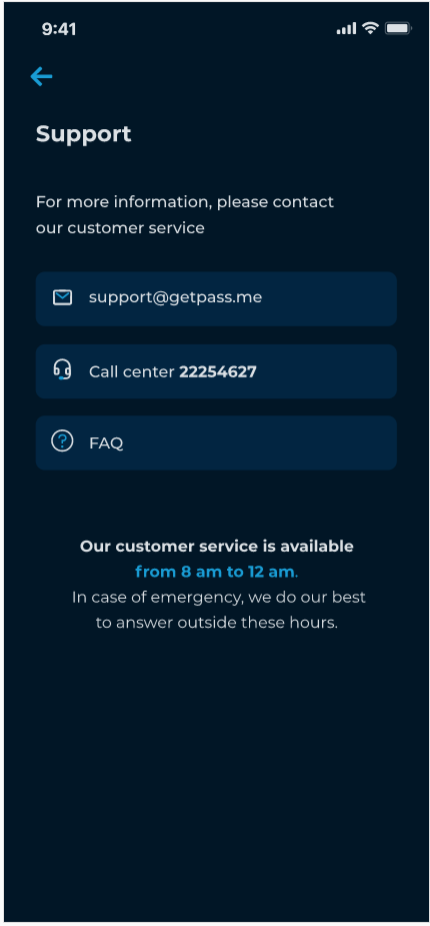 9:41
Support
For more information, please contact
our customer service
support@getpass.me
Call center 22254627
FAQ
Our customer service is available
from 8 am to 12 am.
In case of emergency, we do our best
to answer outside these hours.